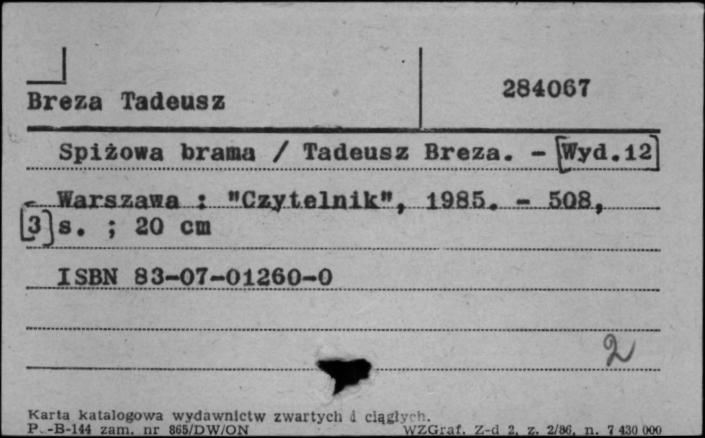 Breza Tadeusz
284067
Spiżowa brama / Tadeusz Breza. - [Wyd.12]
- Warszawa : "Czytelnik", 1985. - 508,
[3] s. ; 20 cm
ISBN 83-07-01260-0
2
Karta katalogowa wydawnictw zwartych i ciągłych.
P.-B-144 zam. nr 865/DW/ON WZGraf. Z-d 2, z. 2/86, n. 7 430 000